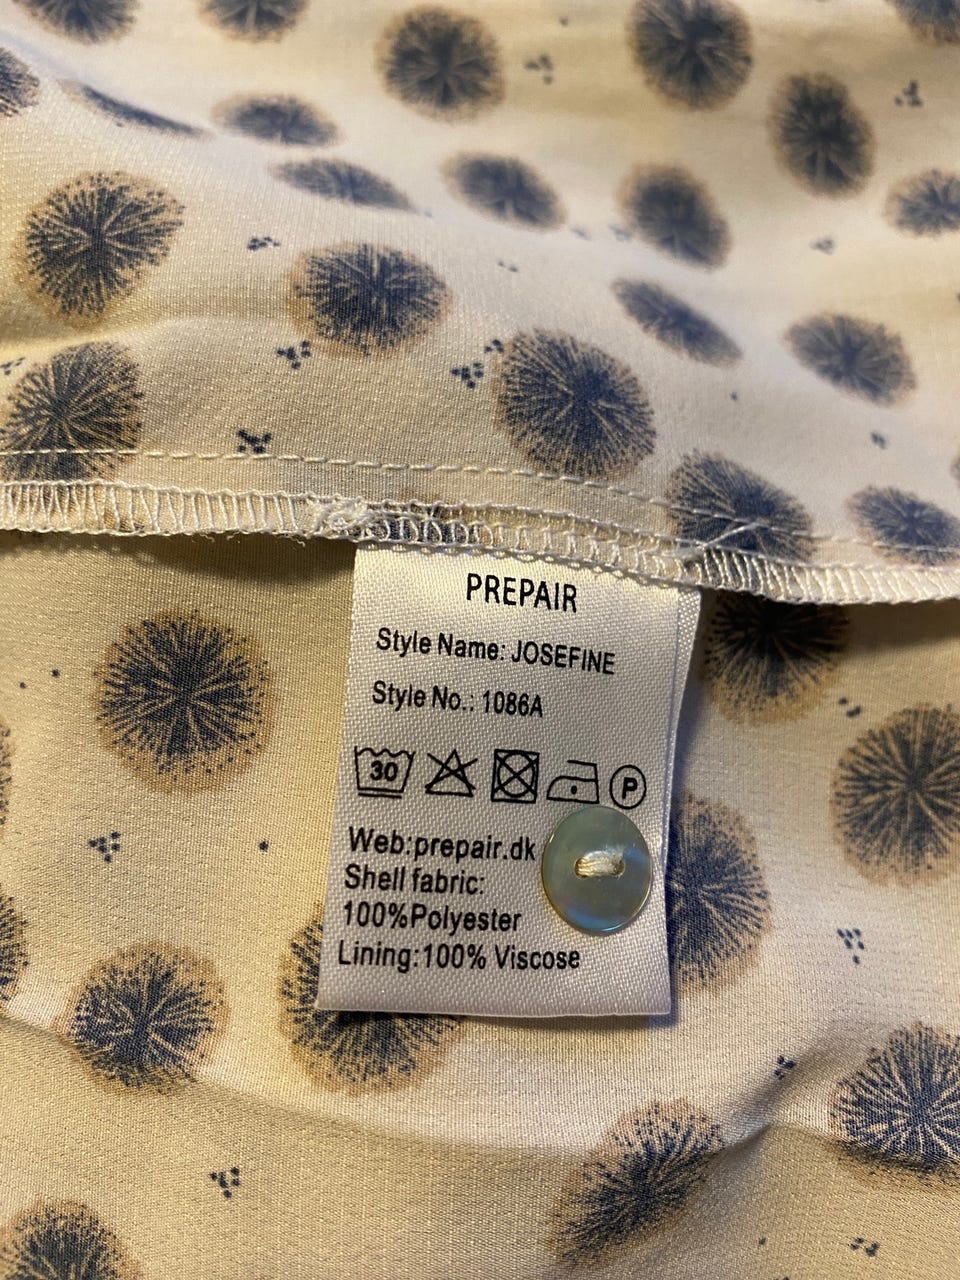 PREPAIR
Style Name: JOSEFINE
Style No.: 1086A
30
P
Web:prepair.dk
Shell fabric:
100%Polyester
Lining:100% Viscose